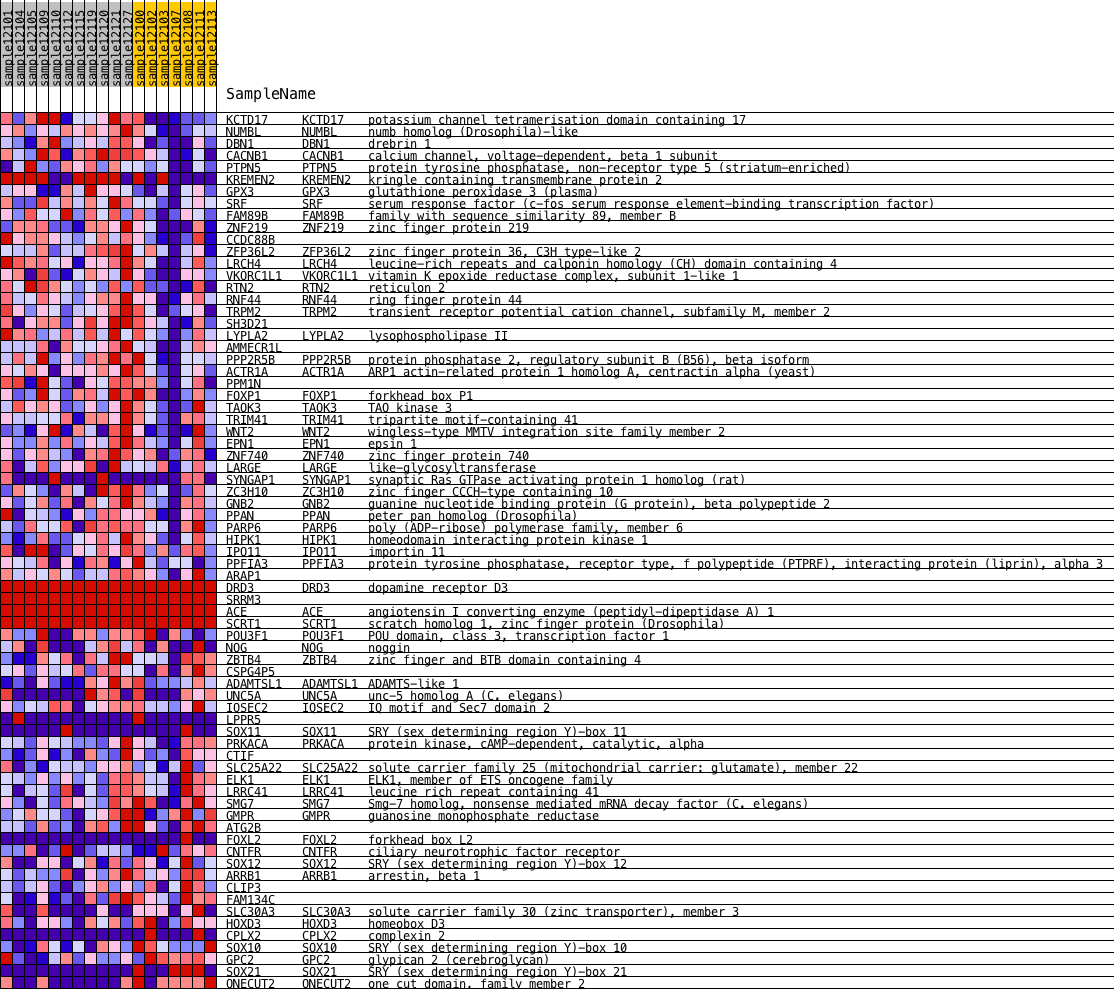 sample12101 sample12104 sample12105 sample12109 sample12110 sample12112 sample12115 sample12119 sample12120 sample12121 sample12127 sample12100 sample12102 sample12103 sample12107 sample12108 sample12111 sample12113
SampleName
KCTD17 KCTD17 potassium channel tetramerisation domain containing 17
NUMBL NUMBL numb homolog (Drosophila)-like
DBN1 DBN1 drebrin 1
CACNB1 CACNB1 calcium channel, voltage-dependent, beta 1 subunit
PTPN5 PTPN5 protein tyrosine phosphatase, non-receptor type 5 (striatum-enriched)
KREMEN2 KREMEN2 kringle containing transmembrane protein 2
GPX3 GPX3 glutathione peroxidase 3 (plasma)
SRF SRF serum response factor (c-fos serum response element-binding transcription factor)
FAM89B FAM89B family with sequence similarity 89, member B
ZNF219 ZNF219 zinc finger protein 219
CCDC88B
ZFP36L2 ZFP36L2 zinc finger protein 36, C3H type-like 2
LRCH4 LRCH4 leucine-rich repeats and calponin homology (CH) domain containing 4
VKORC1L1 VKORC1L1 vitamin K epoxide reductase complex, subunit 1-like 1
RTN2 RTN2 reticulon 2
RNF44 RNF44 ring finger protein 44
TRPM2 TRPM2 transient receptor potential cation channel, subfamily M, member 2
SH3D21
LYPLA2 LYPLA2 lysophospholipase II
AMMECR1L
PPP2R5B PPP2R5B protein phosphatase 2, regulatory subunit B (B56), beta isoform
ACTR1A ACTR1A ARP1 actin-related protein 1 homolog A, centractin alpha (yeast)
PPM1N
FOXP1 FOXP1 forkhead box P1
TAOK3 TAOK3 TAO kinase 3
TRIM41 TRIM41 tripartite motif-containing 41
WNT2 WNT2 wingless-type MMTV integration site family member 2
EPN1 EPN1 epsin 1
ZNF740 ZNF740 zinc finger protein 740
LARGE LARGE like-glycosyltransferase
SYNGAP1 SYNGAP1 synaptic Ras GTPase activating protein 1 homolog (rat)
ZC3H10 ZC3H10 zinc finger CCCH-type containing 10
GNB2 GNB2 guanine nucleotide binding protein (G protein), beta polypeptide 2
PPAN PPAN peter pan homolog (Drosophila)
PARP6 PARP6 poly (ADP-ribose) polymerase family, member 6
HIPK1 HIPK1 homeodomain interacting protein kinase 1
IPO11 IPO11 importin 11
PPFIA3 PPFIA3 protein tyrosine phosphatase, receptor type, f polypeptide (PTPRF), interacting protein (liprin), alpha 3
ARAP1
DRD3 DRD3 dopamine receptor D3
SRRM3
ACE ACE angiotensin I converting enzyme (peptidyl-dipeptidase A) 1
SCRT1 SCRT1 scratch homolog 1, zinc finger protein (Drosophila)
POU3F1 POU3F1 POU domain, class 3, transcription factor 1
NOG NOG noggin
ZBTB4 ZBTB4 zinc finger and BTB domain containing 4
CSPG4P5
ADAMTSL1 ADAMTSL1 ADAMTS-like 1
UNC5A UNC5A unc-5 homolog A (C. elegans)
IQSEC2 IQSEC2 IQ motif and Sec7 domain 2
LPPR5
SOX11 SOX11 SRY (sex determining region Y)-box 11
PRKACA PRKACA protein kinase, cAMP-dependent, catalytic, alpha
CTIF
SLC25A22 SLC25A22 solute carrier family 25 (mitochondrial carrier: glutamate), member 22
ELK1 ELK1 ELK1, member of ETS oncogene family
LRRC41 LRRC41 leucine rich repeat containing 41
SMG7 SMG7 Smg-7 homolog, nonsense mediated mRNA decay factor (C. elegans)
GMPR GMPR guanosine monophosphate reductase
ATG2B
FOXL2 FOXL2 forkhead box L2
CNTFR CNTFR ciliary neurotrophic factor receptor
SOX12 SOX12 SRY (sex determining region Y)-box 12
ARRB1 ARRB1 arrestin, beta 1
CLIP3
FAM134C
SLC30A3 SLC30A3 solute carrier family 30 (zinc transporter), member 3
HOXD3 HOXD3 homeobox D3
CPLX2 CPLX2 complexin 2
SOX10 SOX10 SRY (sex determining region Y)-box 10
GPC2 GPC2 glypican 2 (cerebroglycan)
SOX21 SOX21 SRY (sex determining region Y)-box 21
ONECUT2 ONECUT2 one cut domain, family member 2